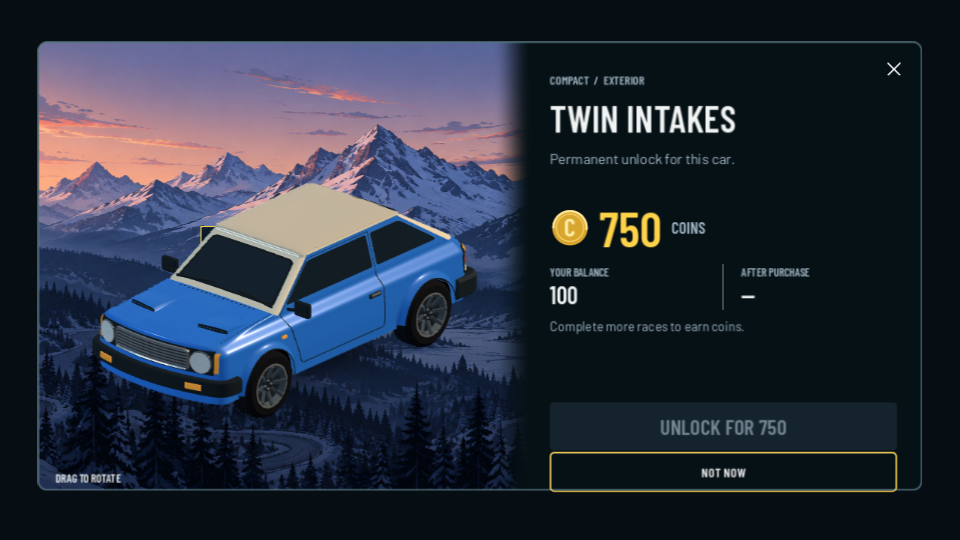 COMPACT / EXTERIOR
TWIN INTAKES
Permanent unlock for this car.
C 750 COINS
YOUR BALANCE
100
AFTER PURCHASE
—
Complete more races to earn coins.
UNLOCK FOR 750
NOT NOW
DRAG TO ROTATE